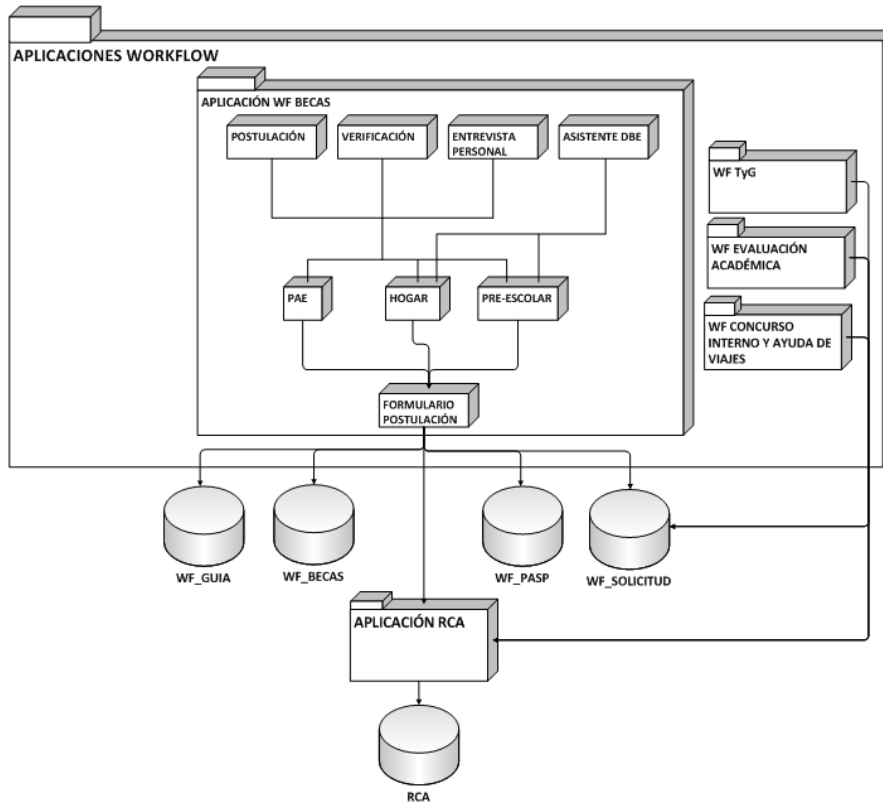 APLICACIONES WORKFLOW
APLICACIÓN WF BECAS
POSTULACIÓN
VERIFICACIÓN
ENTREVISTA
PERSONAL
ASISTENTE DBE
WF TyG
WF EVALUACIÓN
ACADÉMICA
PAE
HOGAR
PRE-ESCOLAR
WF CONCURSO
INTERNO Y AYUDA DE
VIAJES
FORMULARIO
POSTULACIÓN
WF_GUIA
WF_BECAS
WF_PASP
WF_SOLICITUD
APLICACIÓN RCA
RCA